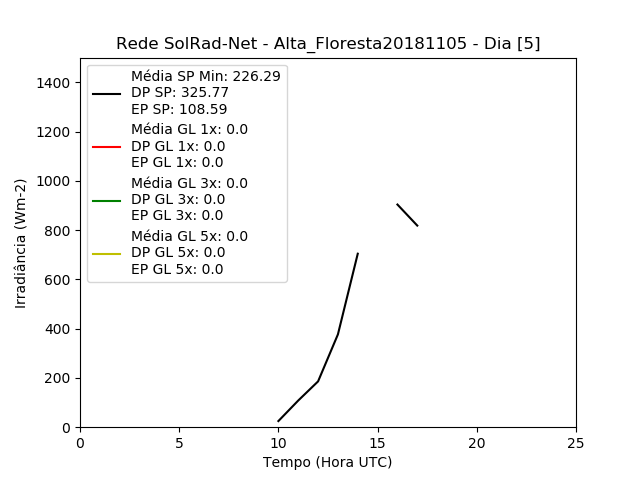 Rede SolRad-Net - Alta_Floresta20181105 - Dia [5]
Média SP Min: 226.29
DP SP: 325.77
EP SP: 108.59
Média GL 1x: 0.0
DP GL 1x: 0.0
EP GL 1x: 0.0
Média GL 3x: 0.0
DP GL 3x: 0.0
EP GL 3x: 0.0
Média GL 5x: 0.0
DP GL 5x: 0.0
EP GL 5x: 0.0
Irradiância (Wm-2)
1400
1200
1000
800
600
400
200
0
0 5 10 15 20 25
Tempo (Hora UTC)